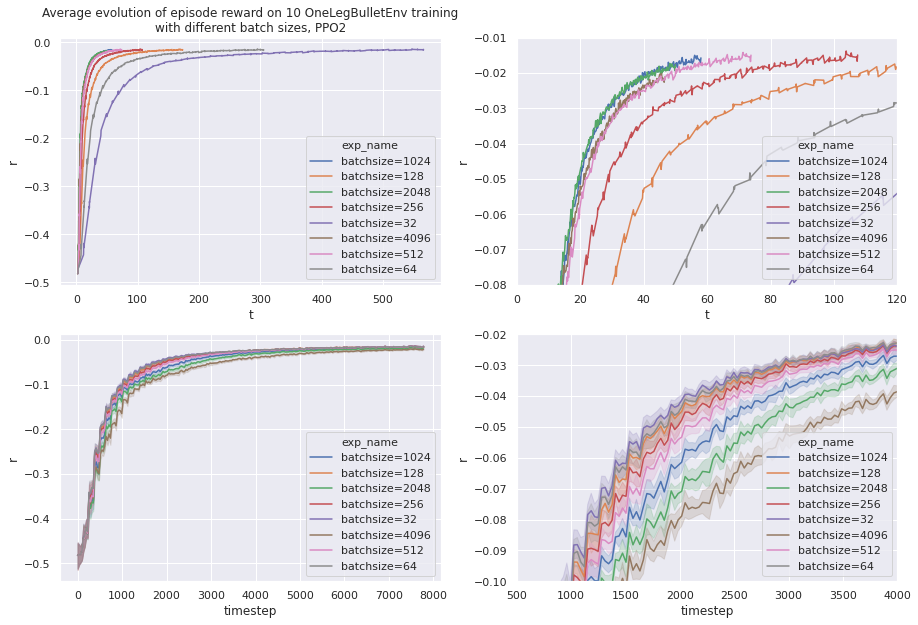 Average evolution of episode reward on 10 OneLegBulletEnv training
with different batch sizes, PPO2
0.0
−0.1
−0.2
−0.3
−0.4
−0.5
r
0 100 200 300 400 500
t
exp_name
batchsize=1024
batchsize=128
batchsize=2048
batchsize=256
batchsize=32
batchsize=4096
batchsize=512
batchsize=64
−0.01
−0.02
−0.03
−0.04
−0.05
−0.06
−0.07
−0.08
r
0 20 40 60 80 100 120
t
exp_name
batchsize=1024
batchsize=128
batchsize=2048
batchsize=256
batchsize=32
batchsize=4096
batchsize=512
batchsize=64
0.0
−0.1
−0.2
−0.3
−0.4
−0.5
r
0 1000 2000 3000 4000 5000 6000 7000 8000
timestep
exp_name
batchsize=1024
batchsize=128
batchsize=2048
batchsize=256
batchsize=32
batchsize=4096
batchsize=512
batchsize=64
−0.02
−0.03
−0.04
−0.05
−0.06
−0.07
−0.08
−0.09
−0.10
r
500 1000 1500 2000 2500 3000 3500 4000
timestep
exp_name
batchsize=1024
batchsize=128
batchsize=2048
batchsize=256
batchsize=32
batchsize=4096
batchsize=512
batchsize=64